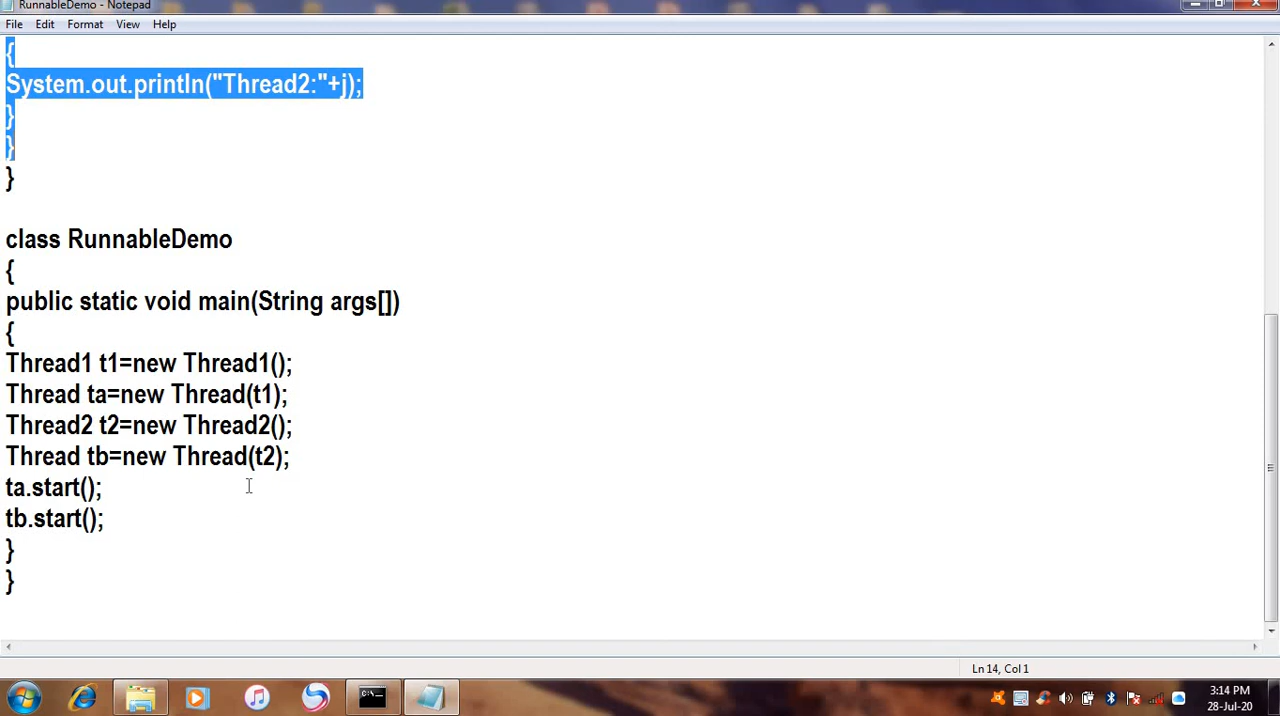 RunnableDemo - Notepad
File Edit Format View Help
{
System.out.println("Thread2:"+j);
}
}
}
class RunnableDemo
{
public static void main(String args[])
{
Thread1 t1=new Thread1();
Thread ta=new Thread(t1);
Thread2 t2=new Thread2();
Thread tb=new Thread(t2);
ta.start();
tb.start();
}
}
Ln 14, Col 1
3:14 PM
28-Jul-20